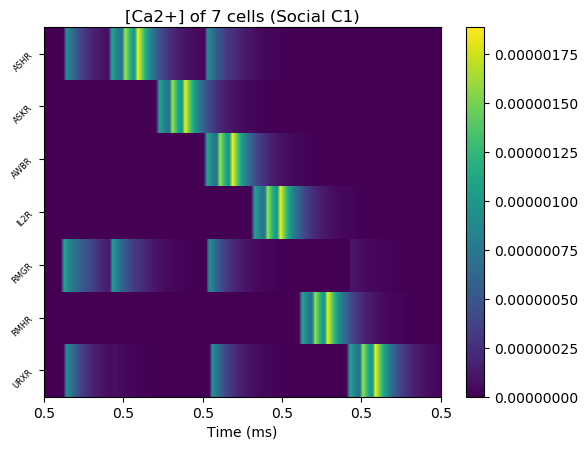 [Ca2+] of 7 cells (Social C1)
ASHR
ASKR
AWBR
IL2R
RMGR
RMHR
URXR
0.5 0.5 0.5 0.5 0.5 0.5
Time (ms)
0.00000175
0.00000150
0.00000125
0.00000100
0.00000075
0.00000050
0.00000025
0.00000000